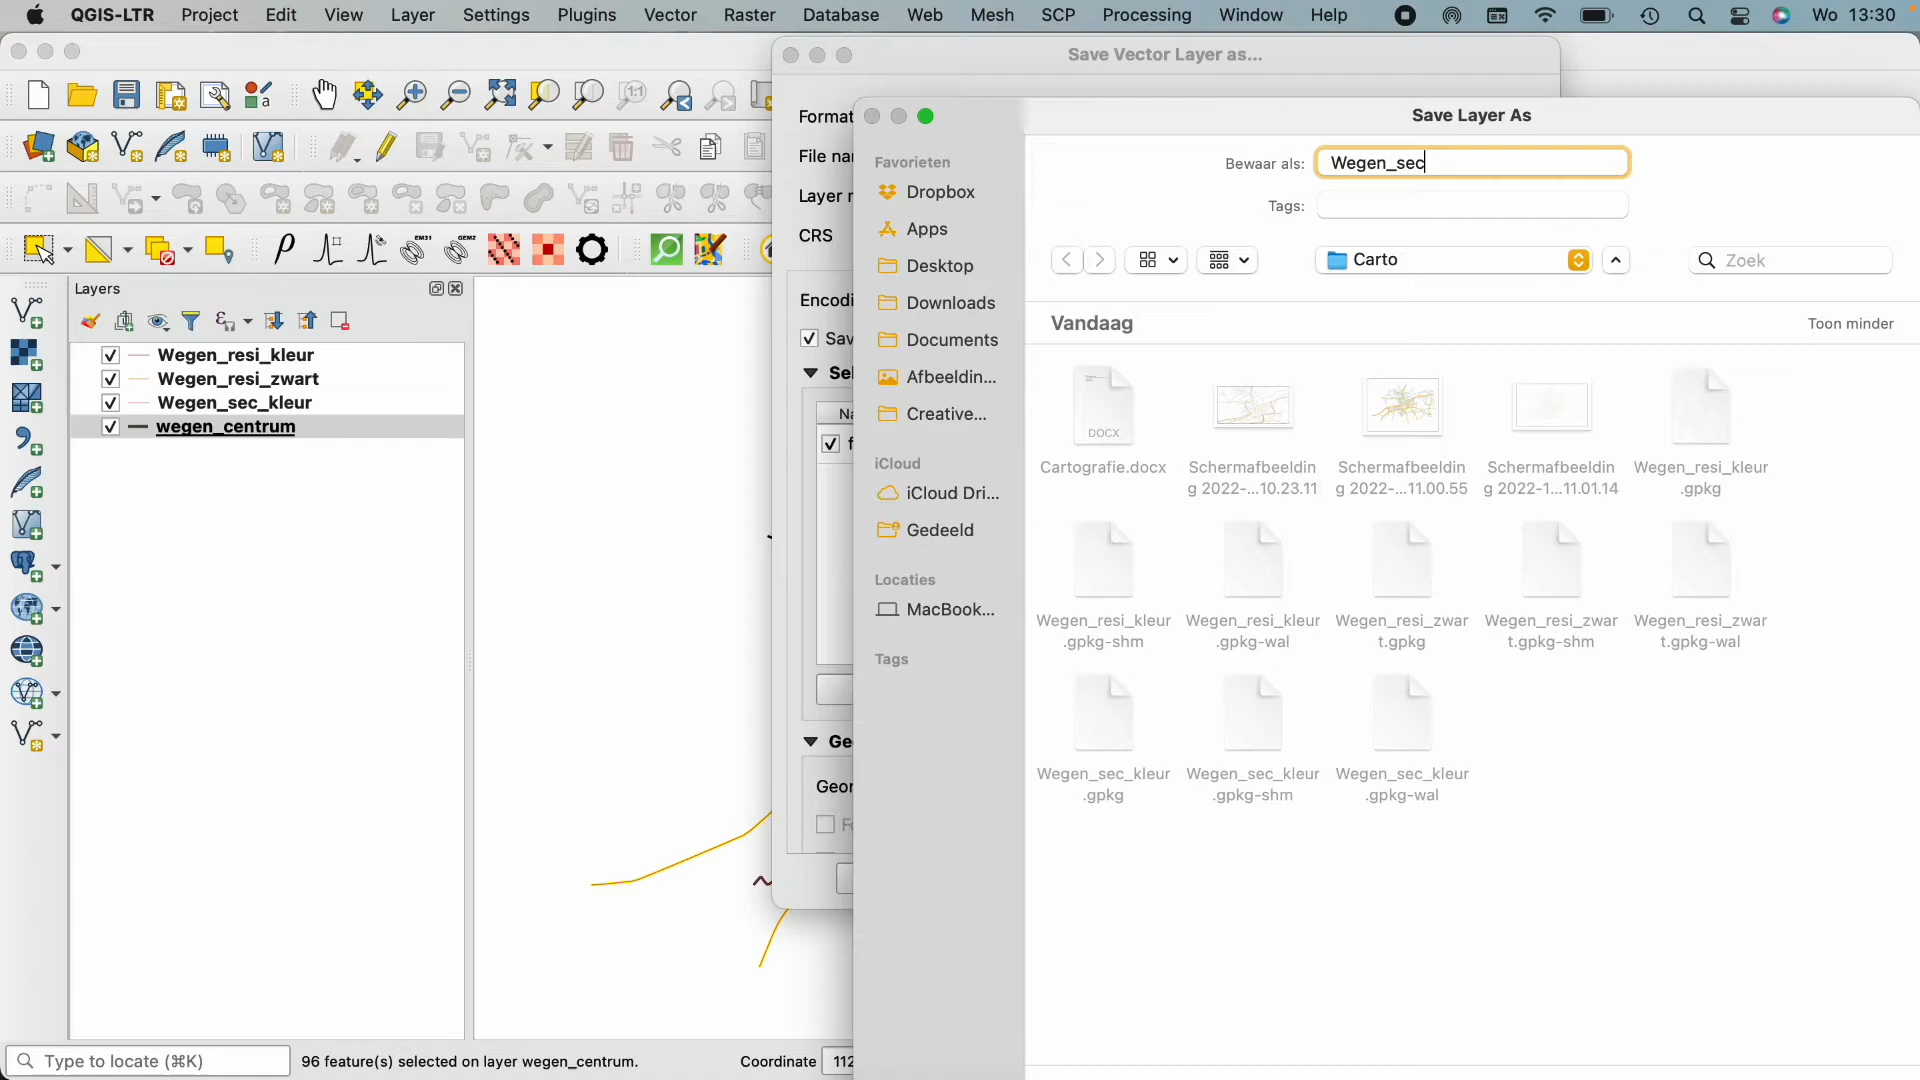 QGIS-LTR Project Edit View Layer Settings Plugins Vector Raster Database Web Mesh SCP Processing Window Help Wo 13:30
Save Vector Layer as...
Format
File nar
Layer r
CRS
Encodi
Sav
Sel
Na
f
Ge
Geor
Save Layer As
Bewaar als: Wegen_sec
Tags:
Carto
Zoek
Favorieten
Dropbox
Apps
Desktop
Downloads
Documents
Afbeeldin...
Creative...
iCloud
iCloud Dri...
Gedeeld
Locaties
MacBook...
Tags
Vandaag
Toon minder
DOCX
Cartografie.docx
Schermafbeeldin
g 2022-...10.23.11
Schermafbeeldin
g 2022-...11.00.55
Schermafbeeldin
g 2022-1...11.01.14
Wegen_resi_kleur
.gpkg
Wegen_resi_kleur
.gpkg-shm
Wegen_resi_kleur
.gpkg-wal
Wegen_resi_zwar
t.gpkg
Wegen_resi_zwar
t.gpkg-shm
Wegen_resi_zwar
t.gpkg-wal
Wegen_sec_kleur
.gpkg
Wegen_sec_kleur
.gpkg-shm
Wegen_sec_kleur
.gpkg-wal
Layers
Wegen_resi_kleur
Wegen_resi_zwart
Wegen_sec_kleur
wegen_centrum
Type to locate (⌘K)
96 feature(s) selected on layer wegen_centrum.
Coordinate 112